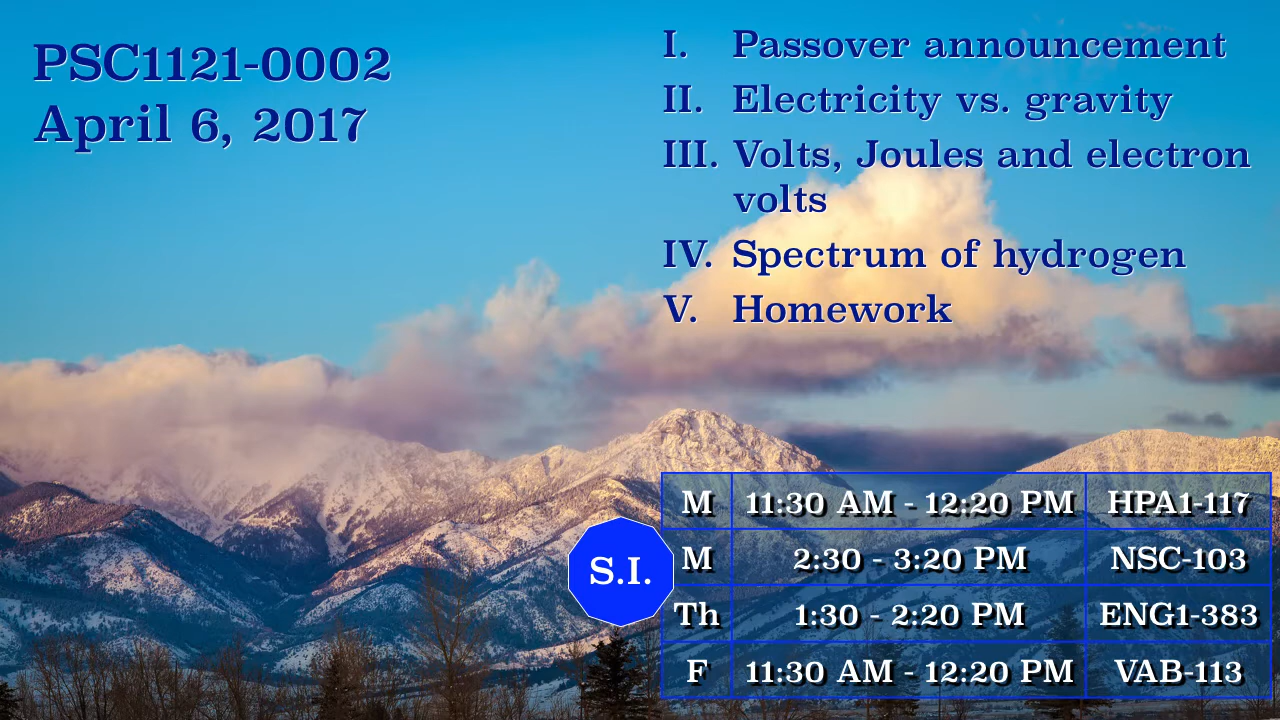 PSC1121-0002
April 6, 2017
I. Passover announcement
II. Electricity vs. gravity
III. Volts, Joules and electron
volts
IV. Spectrum of hydrogen
V. Homework
S.I.
M 11:30 AM - 12:20 PM HPA1-117
M 2:30 - 3:20 PM NSC-103
Th 1:30 - 2:20 PM ENG1-383
F 11:30 AM - 12:20 PM VAB-113